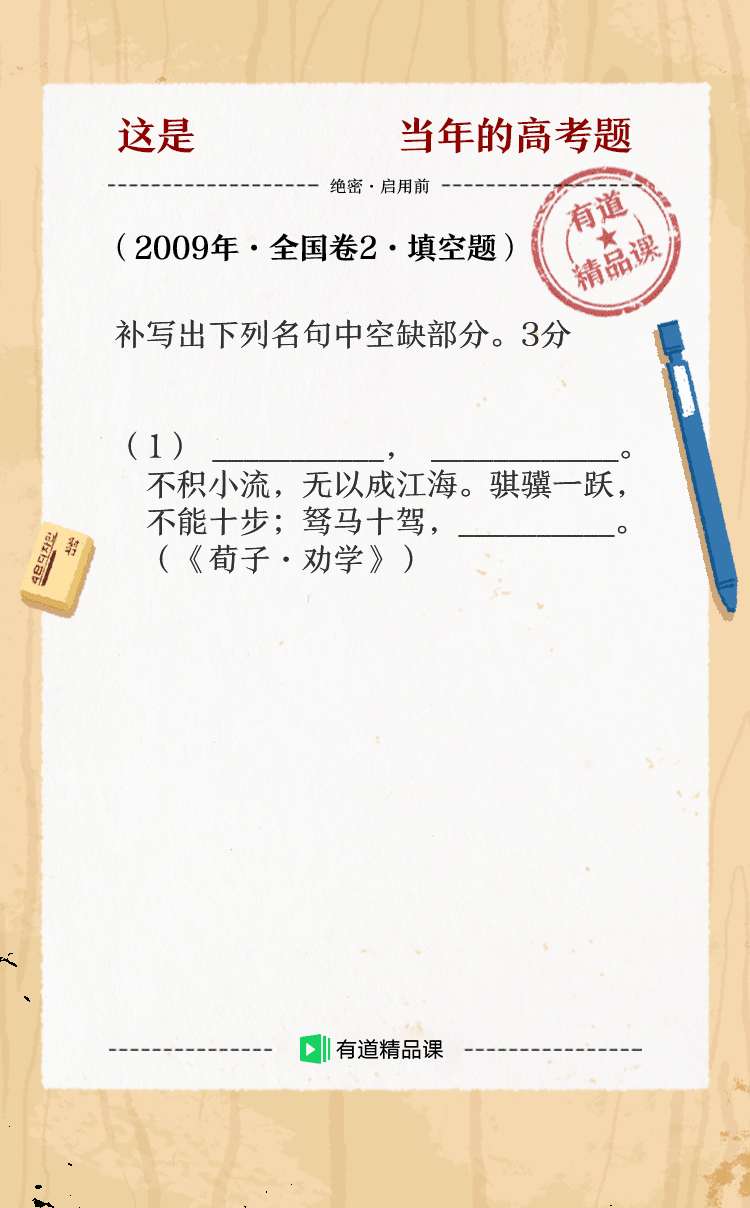 这是 当年的高考题
绝密·启用前
有道
精品课
（2009年·全国卷2·填空题）
补写出下列名句中空缺部分。3分
（1） ___________， ____________。
不积小流，无以成江海。骐骥一跃，
不能十步；驽马十驾，__________。
（《荀子·劝学》）
有道精品课